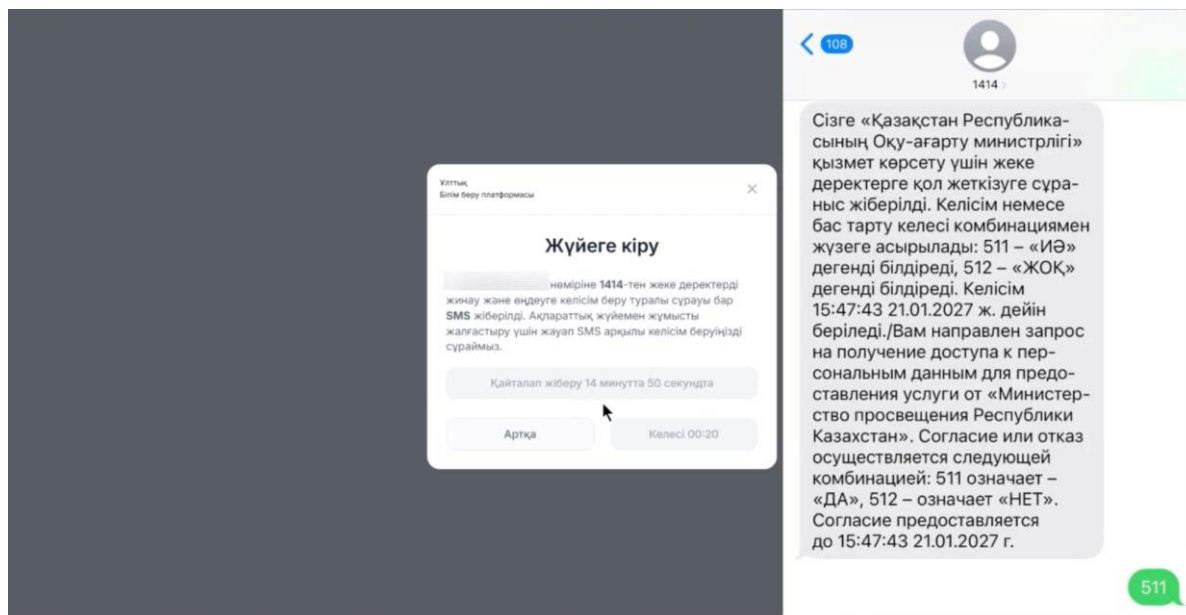 Ұлттық
Білім беру платформасы
Жүйеге кіру
нөміріне 1414-тен жеке деректерді
жинау және өңдеуге келісім беру туралы сұрауы бар
SMS жіберілді. Ақпараттық жүйемен жұмысты
жалғастыру үшін жауап SMS арқылы келісім беруіңізді
сұраймыз.
Қайталап жіберу 14 минутта 50 секундта
Артқа
Келесі 00:20
108
1414
Сізге «Қазақстан Республика-
сының Оқу-ағарту министрлігі»
қызмет көрсету үшін жеке
деректерге қол жеткізуге сұра-
ныс жіберілді. Келісім немесе
бас тарту келесі комбинациямен
жүзеге асырылады: 511 – «ИӘ»
дегенді білдіреді, 512 – «ЖОҚ»
дегенді білдіреді. Келісім
15:47:43 21.01.2027 ж. дейін
беріледі./Вам направлен запрос
на получение доступа к пер-
сональным данным для предо-
ставления услуги от «Министер-
ство просвещения Республики
Казахстан». Согласие или отказ
осуществляется следующей
комбинацией: 511 означает –
«ДА», 512 – означает «НЕТ».
Согласие предоставляется
до 15:47:43 21.01.2027 г.
511